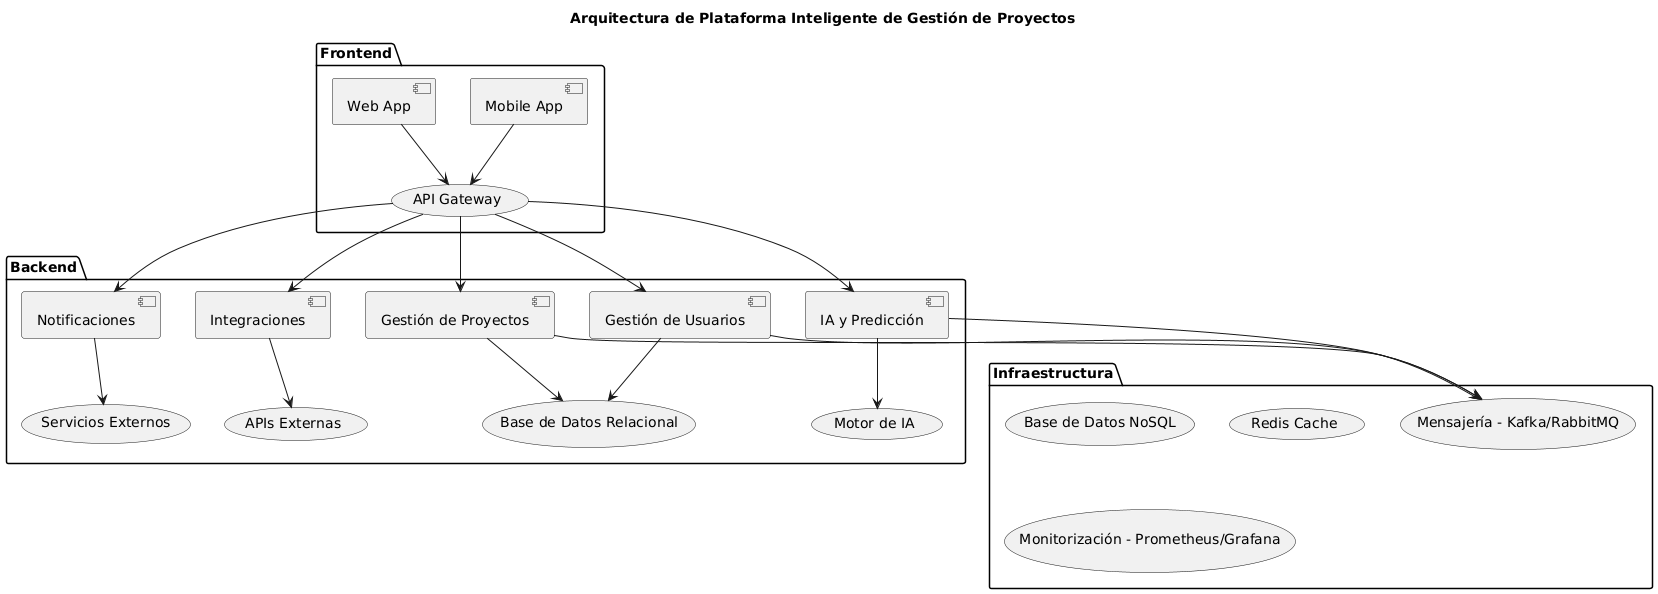 Arquitectura de Plataforma Inteligente de Gestión de Proyectos
Frontend
Web App
Mobile App
API Gateway
Backend
Notificaciones
Integraciones
Gestión de Proyectos
Gestión de Usuarios
IA y Predicción
Servicios Externos
APIs Externas
Base de Datos Relacional
Motor de IA
Infraestructura
Base de Datos NoSQL
Redis Cache
Mensajería - Kafka/RabbitMQ
Monitorización - Prometheus/Grafana